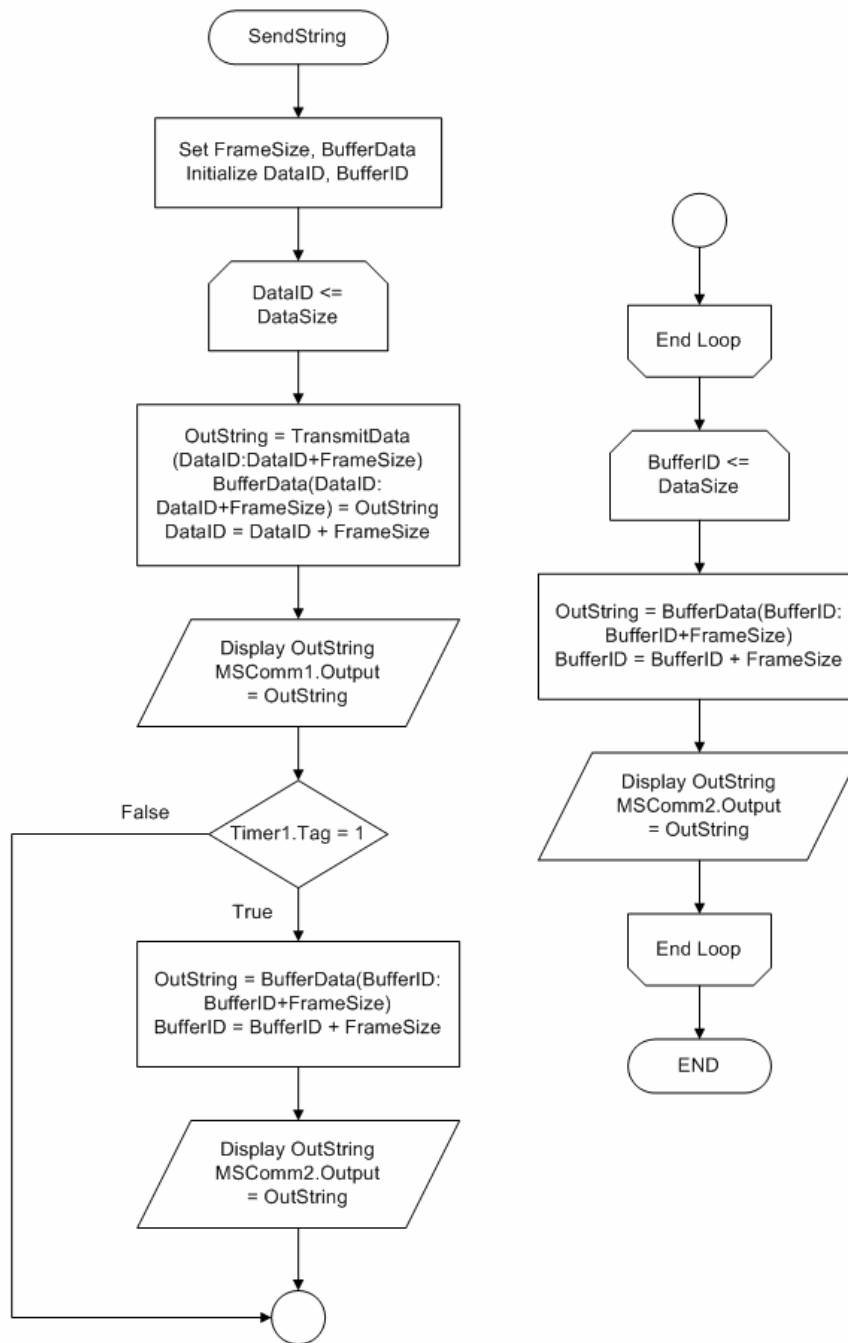 SendString
Set FrameSize, BufferData
Initialize DataID, BufferID
DataID <=
DataSize
OutString = TransmitData
(DataID:DataID+FrameSize)
BufferData(DataID:
DataID+FrameSize) = OutString
DataID = DataID + FrameSize
Display OutString
MSComm1.Output
= OutString
False
Timer1.Tag = 1
True
OutString = BufferData(BufferID:
BufferID+FrameSize)
BufferID = BufferID + FrameSize
Display OutString
MSComm2.Output
= OutString
End Loop
BufferID <=
DataSize
OutString = BufferData(BufferID:
BufferID+FrameSize)
BufferID = BufferID + FrameSize
Display OutString
MSComm2.Output
= OutString
End Loop
END